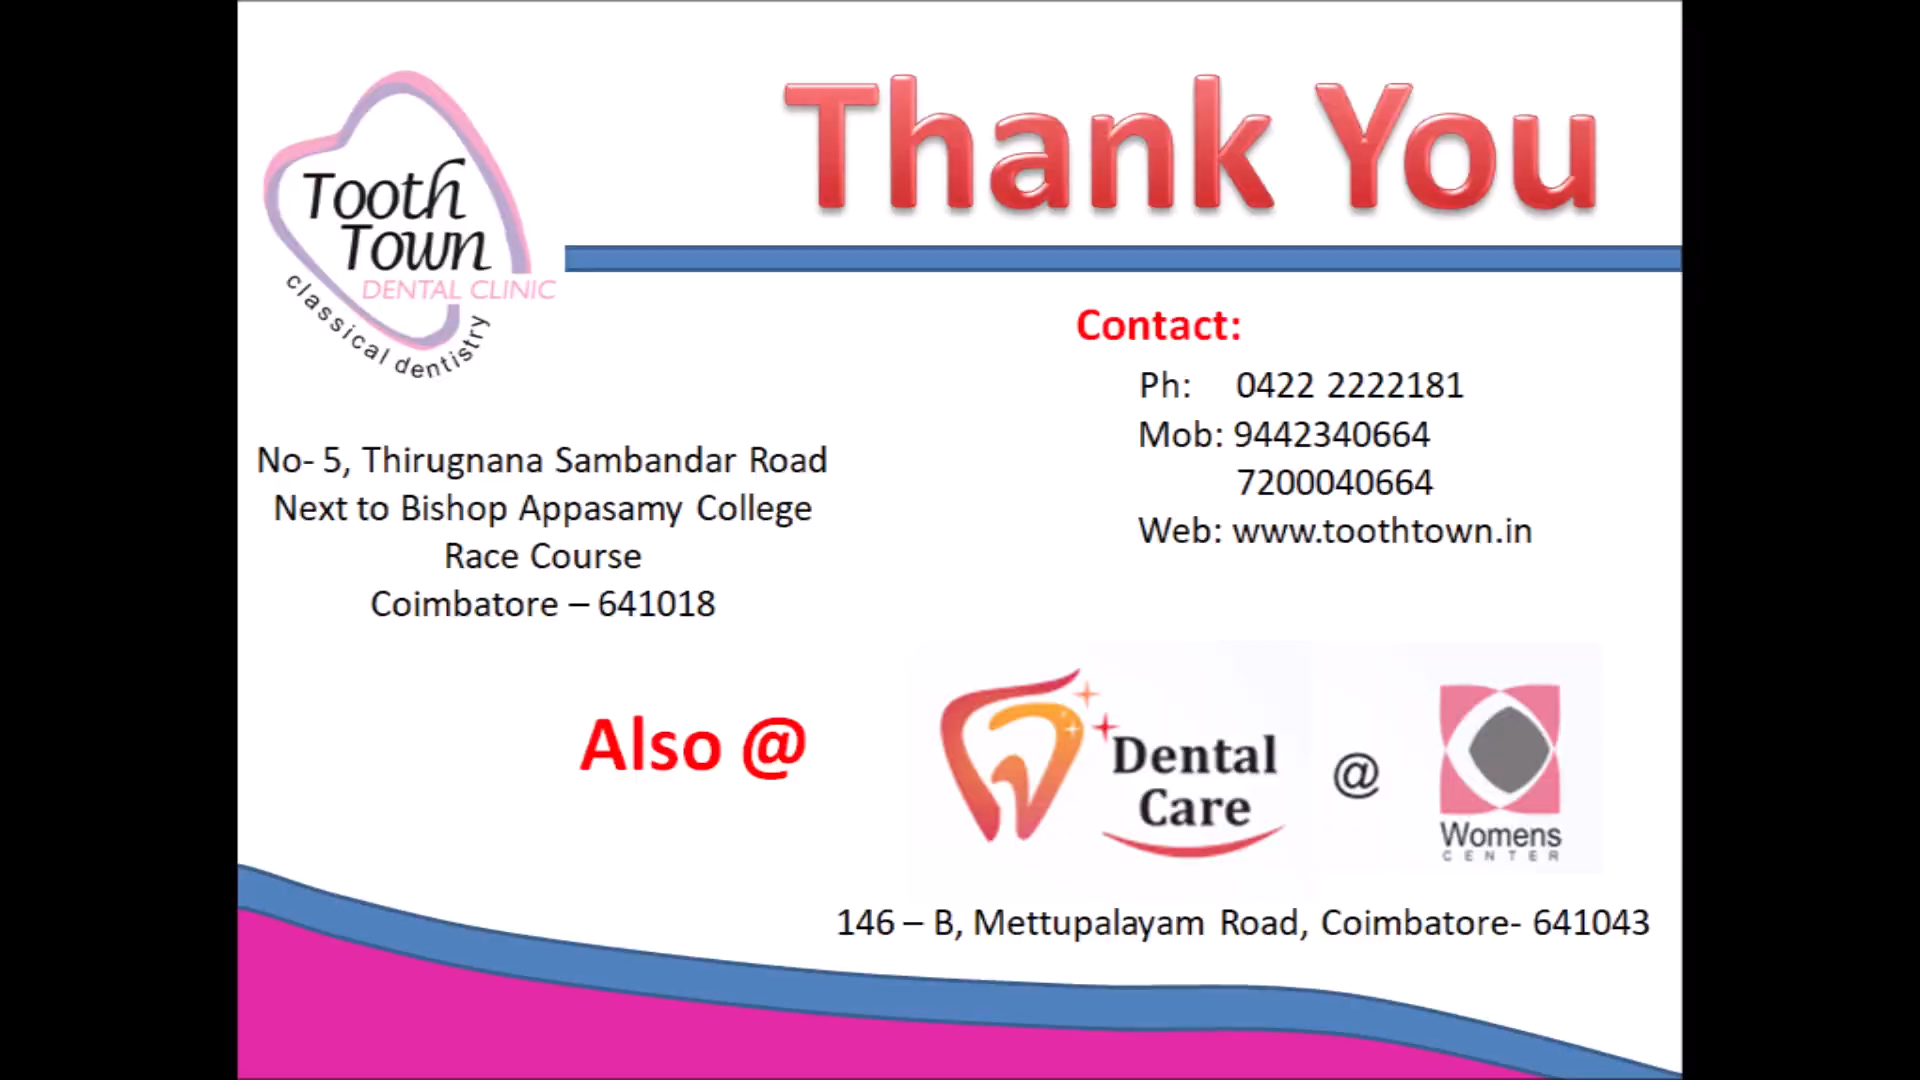 Thank You
Tooth
Town
DENTAL CLINIC
classical dentistry
Contact:
Ph: 0422 2222181
Mob: 9442340664
7200040664
Web: www.toothtown.in
No- 5, Thirugnana Sambandar Road
Next to Bishop Appasamy College
Race Course
Coimbatore – 641018
Also @
Dental
Care
@
Womens
CENTER
146 – B, Mettupalayam Road, Coimbatore- 641043